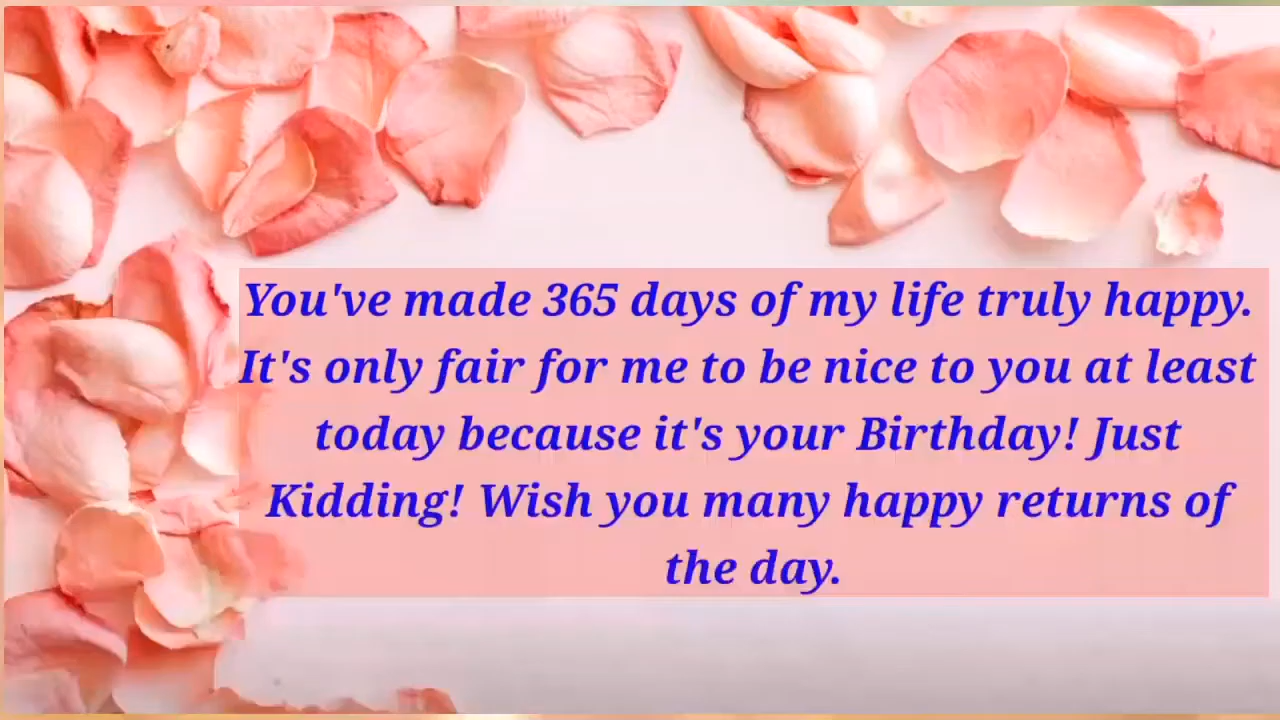 You've made 365 days of my life truly happy.
It's only fair for me to be nice to you at least
today because it's your Birthday! Just
Kidding! Wish you many happy returns of
the day.